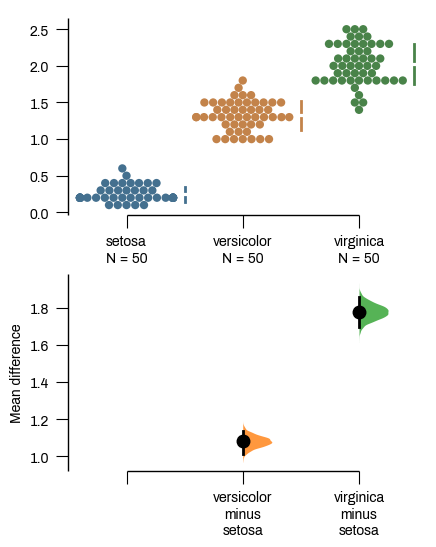 2.5
2.0
1.5
1.0
0.5
0.0
setosa versicolor virginica
N = 50 N = 50 N = 50
Mean difference
1.8
1.6
1.4
1.2
1.0
versicolor virginica
minus minus
setosa setosa